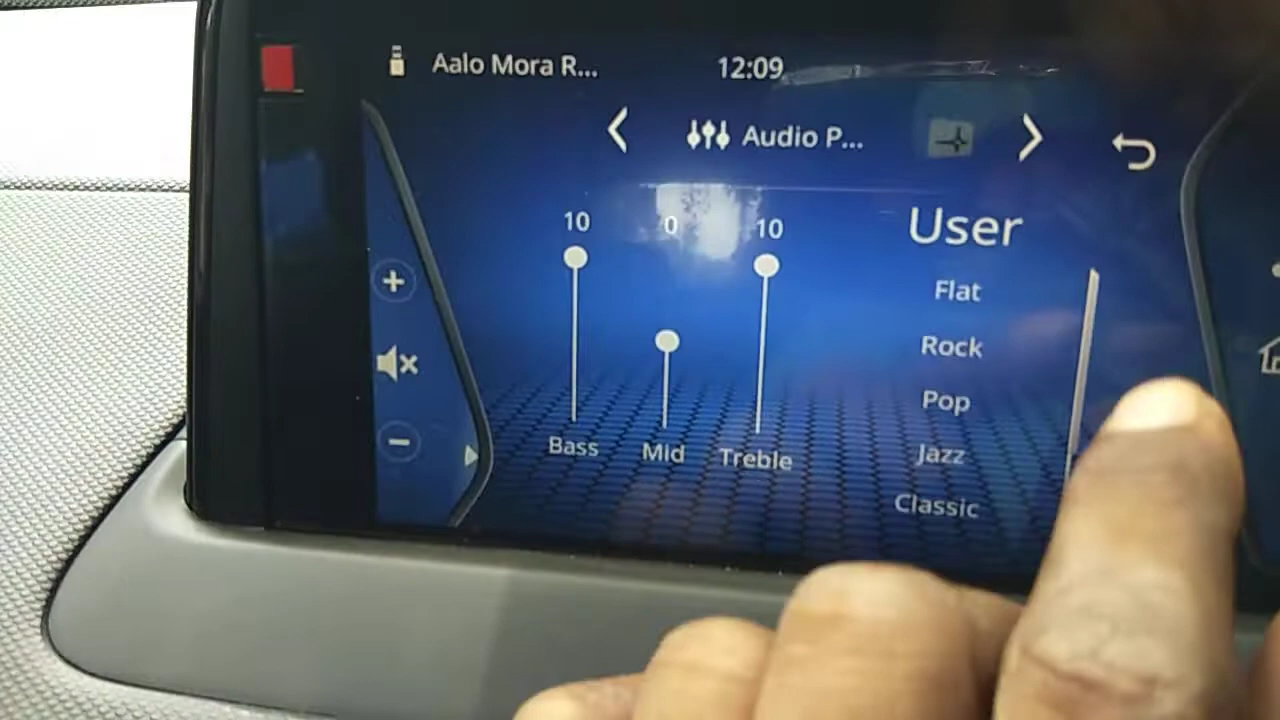 Aalo Mora R...
12:09
Audio P...
10
0
10
User
Flat
Rock
Pop
Jazz
Classic
Bass
Mid
Treble